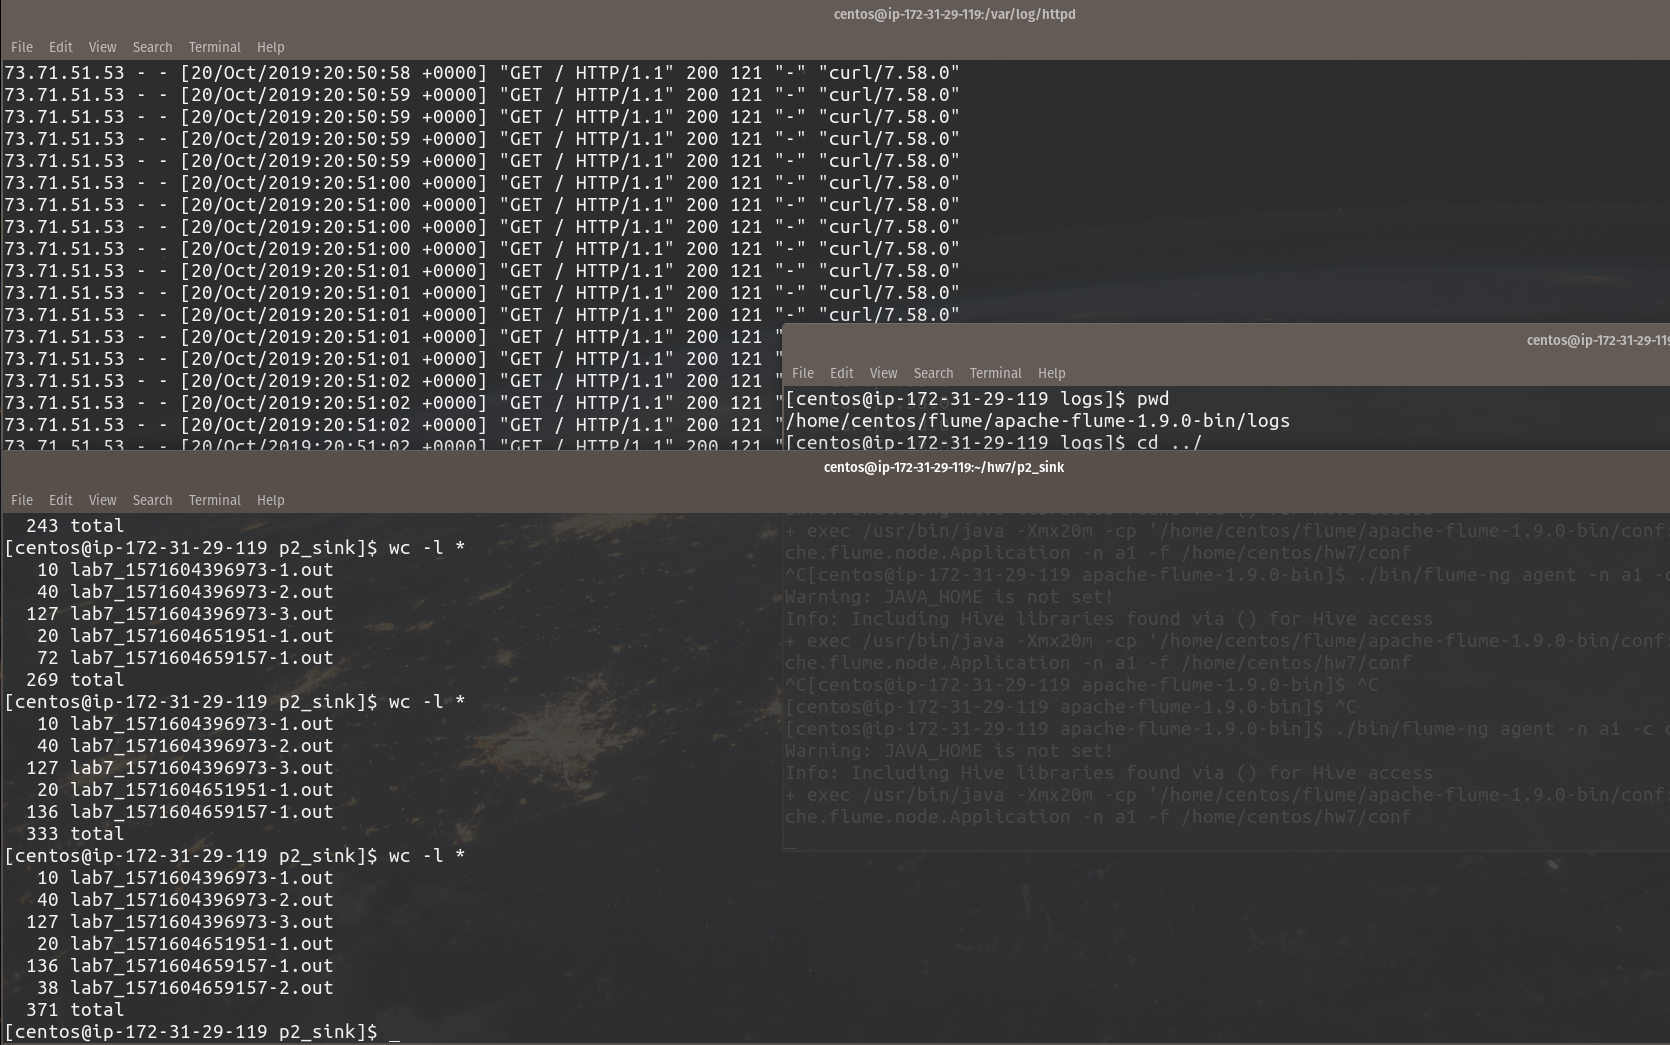 centos@ip-172-31-29-119:/var/log/httpd
File Edit View Search Terminal Help
73.71.51.53 - - [20/Oct/2019:20:50:58 +0000] "GET / HTTP/1.1" 200 121 "-" "curl/7.58.0"
73.71.51.53 - - [20/Oct/2019:20:50:59 +0000] "GET / HTTP/1.1" 200 121 "-" "curl/7.58.0"
73.71.51.53 - - [20/Oct/2019:20:50:59 +0000] "GET / HTTP/1.1" 200 121 "-" "curl/7.58.0"
73.71.51.53 - - [20/Oct/2019:20:50:59 +0000] "GET / HTTP/1.1" 200 121 "-" "curl/7.58.0"
73.71.51.53 - - [20/Oct/2019:20:50:59 +0000] "GET / HTTP/1.1" 200 121 "-" "curl/7.58.0"
73.71.51.53 - - [20/Oct/2019:20:51:00 +0000] "GET / HTTP/1.1" 200 121 "-" "curl/7.58.0"
73.71.51.53 - - [20/Oct/2019:20:51:00 +0000] "GET / HTTP/1.1" 200 121 "-" "curl/7.58.0"
73.71.51.53 - - [20/Oct/2019:20:51:00 +0000] "GET / HTTP/1.1" 200 121 "-" "curl/7.58.0"
73.71.51.53 - - [20/Oct/2019:20:51:00 +0000] "GET / HTTP/1.1" 200 121 "-" "curl/7.58.0"
73.71.51.53 - - [20/Oct/2019:20:51:01 +0000] "GET / HTTP/1.1" 200 121 "-" "curl/7.58.0"
73.71.51.53 - - [20/Oct/2019:20:51:01 +0000] "GET / HTTP/1.1" 200 121 "-" "curl/7.58.0"
73.71.51.53 - - [20/Oct/2019:20:51:01 +0000] "GET / HTTP/1.1" 200 121 "-" "curl/7.58.0"
73.71.51.53 - - [20/Oct/2019:20:51:01 +0000] "GET / HTTP/1.1" 200 121 "
73.71.51.53 - - [20/Oct/2019:20:51:01 +0000] "GET / HTTP/1.1" 200 121 "
73.71.51.53 - - [20/Oct/2019:20:51:02 +0000] "GET / HTTP/1.1" 200 121 "
73.71.51.53 - - [20/Oct/2019:20:51:02 +0000] "GET / HTTP/1.1" 200 121 "
73.71.51.53 - - [20/Oct/2019:20:51:02 +0000] "GET / HTTP/1.1" 200 121 "
73.71.51.53 - - [20/Oct/2019:20:51:02 +0000] "GET / HTTP/1.1" 200 121 "
centos@ip-172-31-119
File Edit View Search Terminal Help
[centos@ip-172-31-29-119 logs]$ pwd
/home/centos/flume/apache-flume-1.9.0-bin/logs
[centos@ip-172-31-29-119 logs]$ cd ../
centos@ip-172-31-29-119:~/hw7/p2_sink
File Edit View Search Terminal Help
243 total
[centos@ip-172-31-29-119 p2_sink]$ wc -l *
10 lab7_1571604396973-1.out
40 lab7_1571604396973-2.out
127 lab7_1571604396973-3.out
20 lab7_1571604651951-1.out
72 lab7_1571604659157-1.out
269 total
[centos@ip-172-31-29-119 p2_sink]$ wc -l *
10 lab7_1571604396973-1.out
40 lab7_1571604396973-2.out
127 lab7_1571604396973-3.out
20 lab7_1571604651951-1.out
136 lab7_1571604659157-1.out
333 total
[centos@ip-172-31-29-119 p2_sink]$ wc -l *
10 lab7_1571604396973-1.out
40 lab7_1571604396973-2.out
127 lab7_1571604396973-3.out
20 lab7_1571604651951-1.out
136 lab7_1571604659157-1.out
38 lab7_1571604659157-2.out
371 total
[centos@ip-172-31-29-119 p2_sink]$ _
Info: Including Hive libraries found via () for Hive access
+ exec /usr/bin/java -Xmx20m -cp '/home/centos/flume/apache-flume-1.9.0-bin/conf:
che.flume.node.Application -n a1 -f /home/centos/hw7/conf
^C[centos@ip-172-31-29-119 apache-flume-1.9.0-bin]$ ./bin/flume-ng agent -n a1 -c
Warning: JAVA_HOME is not set!
Info: Including Hive libraries found via () for Hive access
+ exec /usr/bin/java -Xmx20m -cp '/home/centos/flume/apache-flume-1.9.0-bin/conf:
che.flume.node.Application -n a1 -f /home/centos/hw7/conf
^C[centos@ip-172-31-29-119 apache-flume-1.9.0-bin]$ ^C
[centos@ip-172-31-29-119 apache-flume-1.9.0-bin]$ ^C
[centos@ip-172-31-29-119 apache-flume-1.9.0-bin]$ ./bin/flume-ng agent -n a1 -c c
Warning: JAVA_HOME is not set!
Info: Including Hive libraries found via () for Hive access
+ exec /usr/bin/java -Xmx20m -cp '/home/centos/flume/apache-flume-1.9.0-bin/conf:
che.flume.node.Application -n a1 -f /home/centos/hw7/conf
_